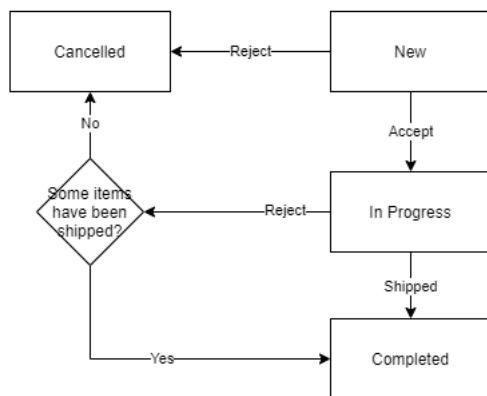 Cancelled
Reject
New
No
Accept
Some items
have been
shipped?
Reject
In Progress
Shipped
Yes
Completed